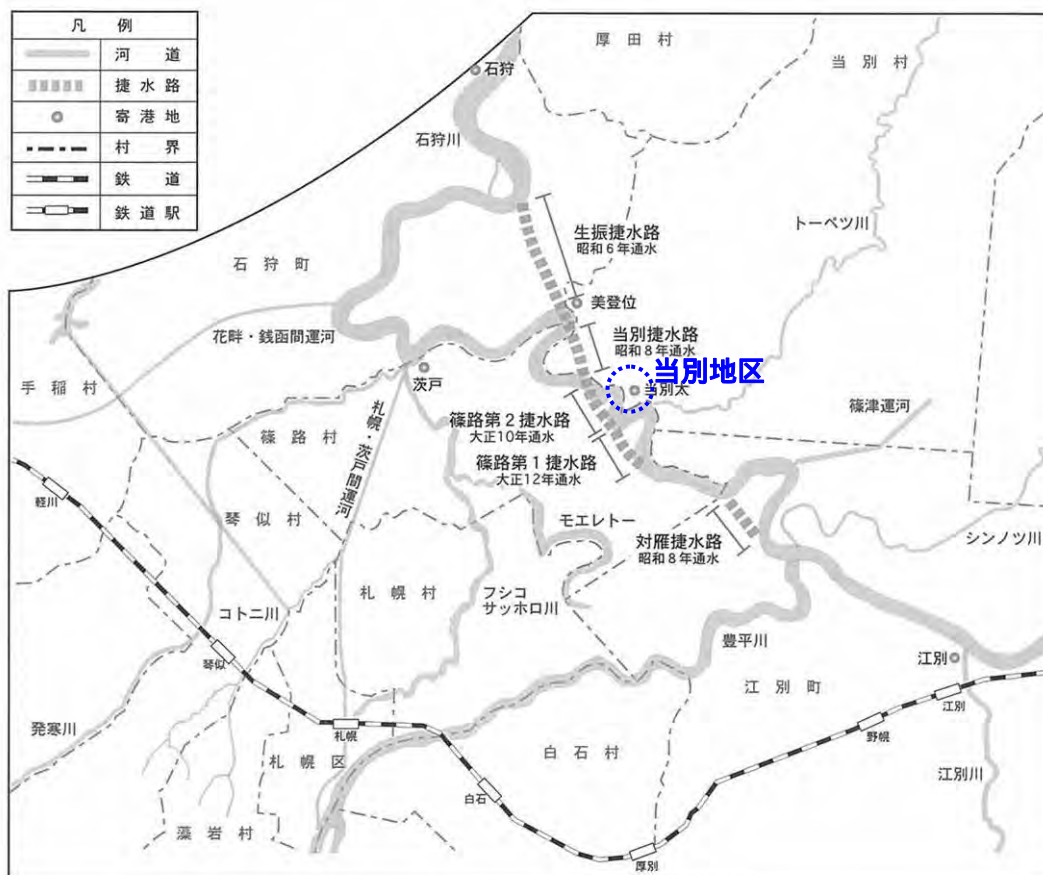 凡例
河道
捷水路
寄港地
村界
鉄道
鉄道駅
厚田村
当別村
石狩
石狩川
トーベツ川
生振捷水路
昭和6年通水
石狩町
美登位
花畔・銭函間運河
当別捷水路
昭和8年通水
当別地区
手稲村
茨戸
当別太
篠津運河
篠路第2捷水路
大正10年通水
札幌・茨戸間運河
篠路村
篠路第1捷水路
大正12年通水
軽川
琴似村
モエレトー
対雁捷水路
昭和8年通水
シンノツ川
札幌村
フシコ
サッホロ川
コトニ川
豊平川
琴似
江別
江別町
江別
発寒川
札幌
野幌
札幌区
白石村
江別川
白石
藻岩村
厚別